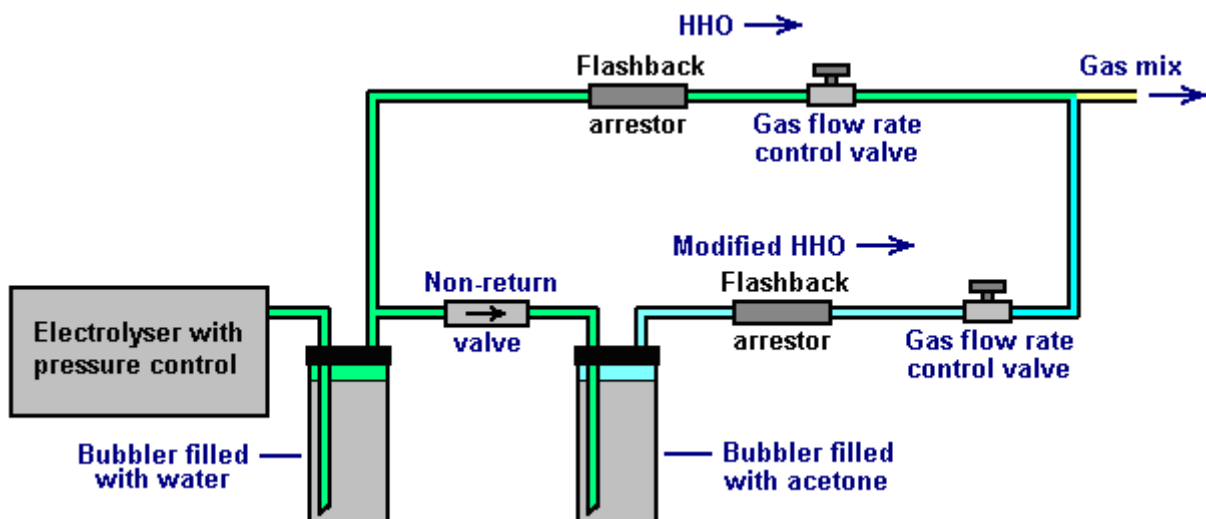 HHO
Flashback
arrestor
Gas flow rate
control valve
Gas mix
Modified HHO
Flashback
arrestor
Gas flow rate
control valve
Non-return
valve
Electrolyser with
pressure control
Bubbler filled
with water
Bubbler filled
with acetone